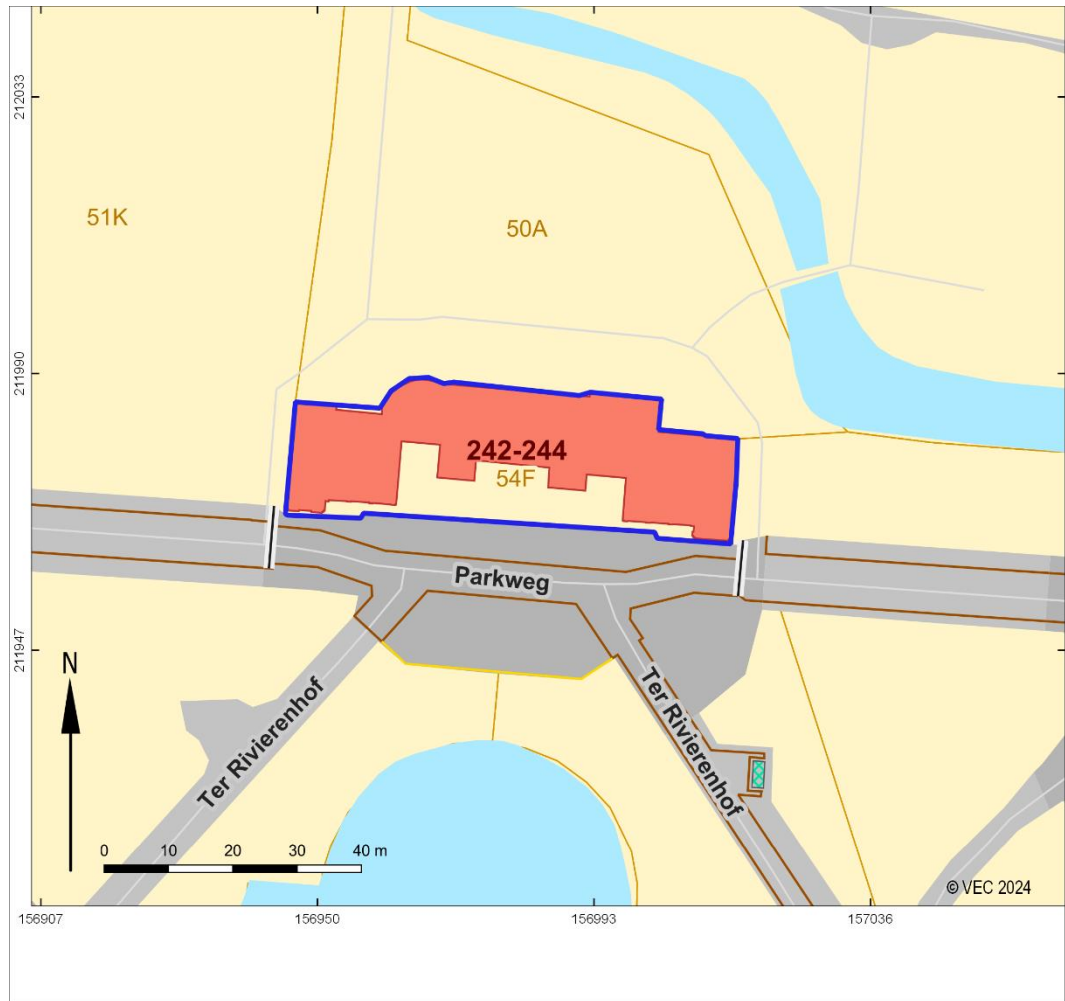 212033
51K
50A
211990
242-244
54F
Parkweg
211947
N
Ter Rivierenhof
Ter Rivierenhof
0 10 20 30 40 m
© VEC 2024
156907 156950 156993 157036